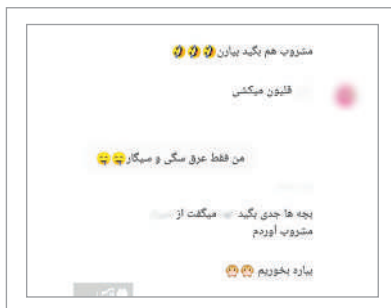 مشروب هم بگید بیارن🤣🤣🤣
قلیون میکشی
من فقط عرق سگی و سیگار🤤🤤
بچه ها جدی بگید میگفت از
مشروب آوردم
بیاره بخوریم